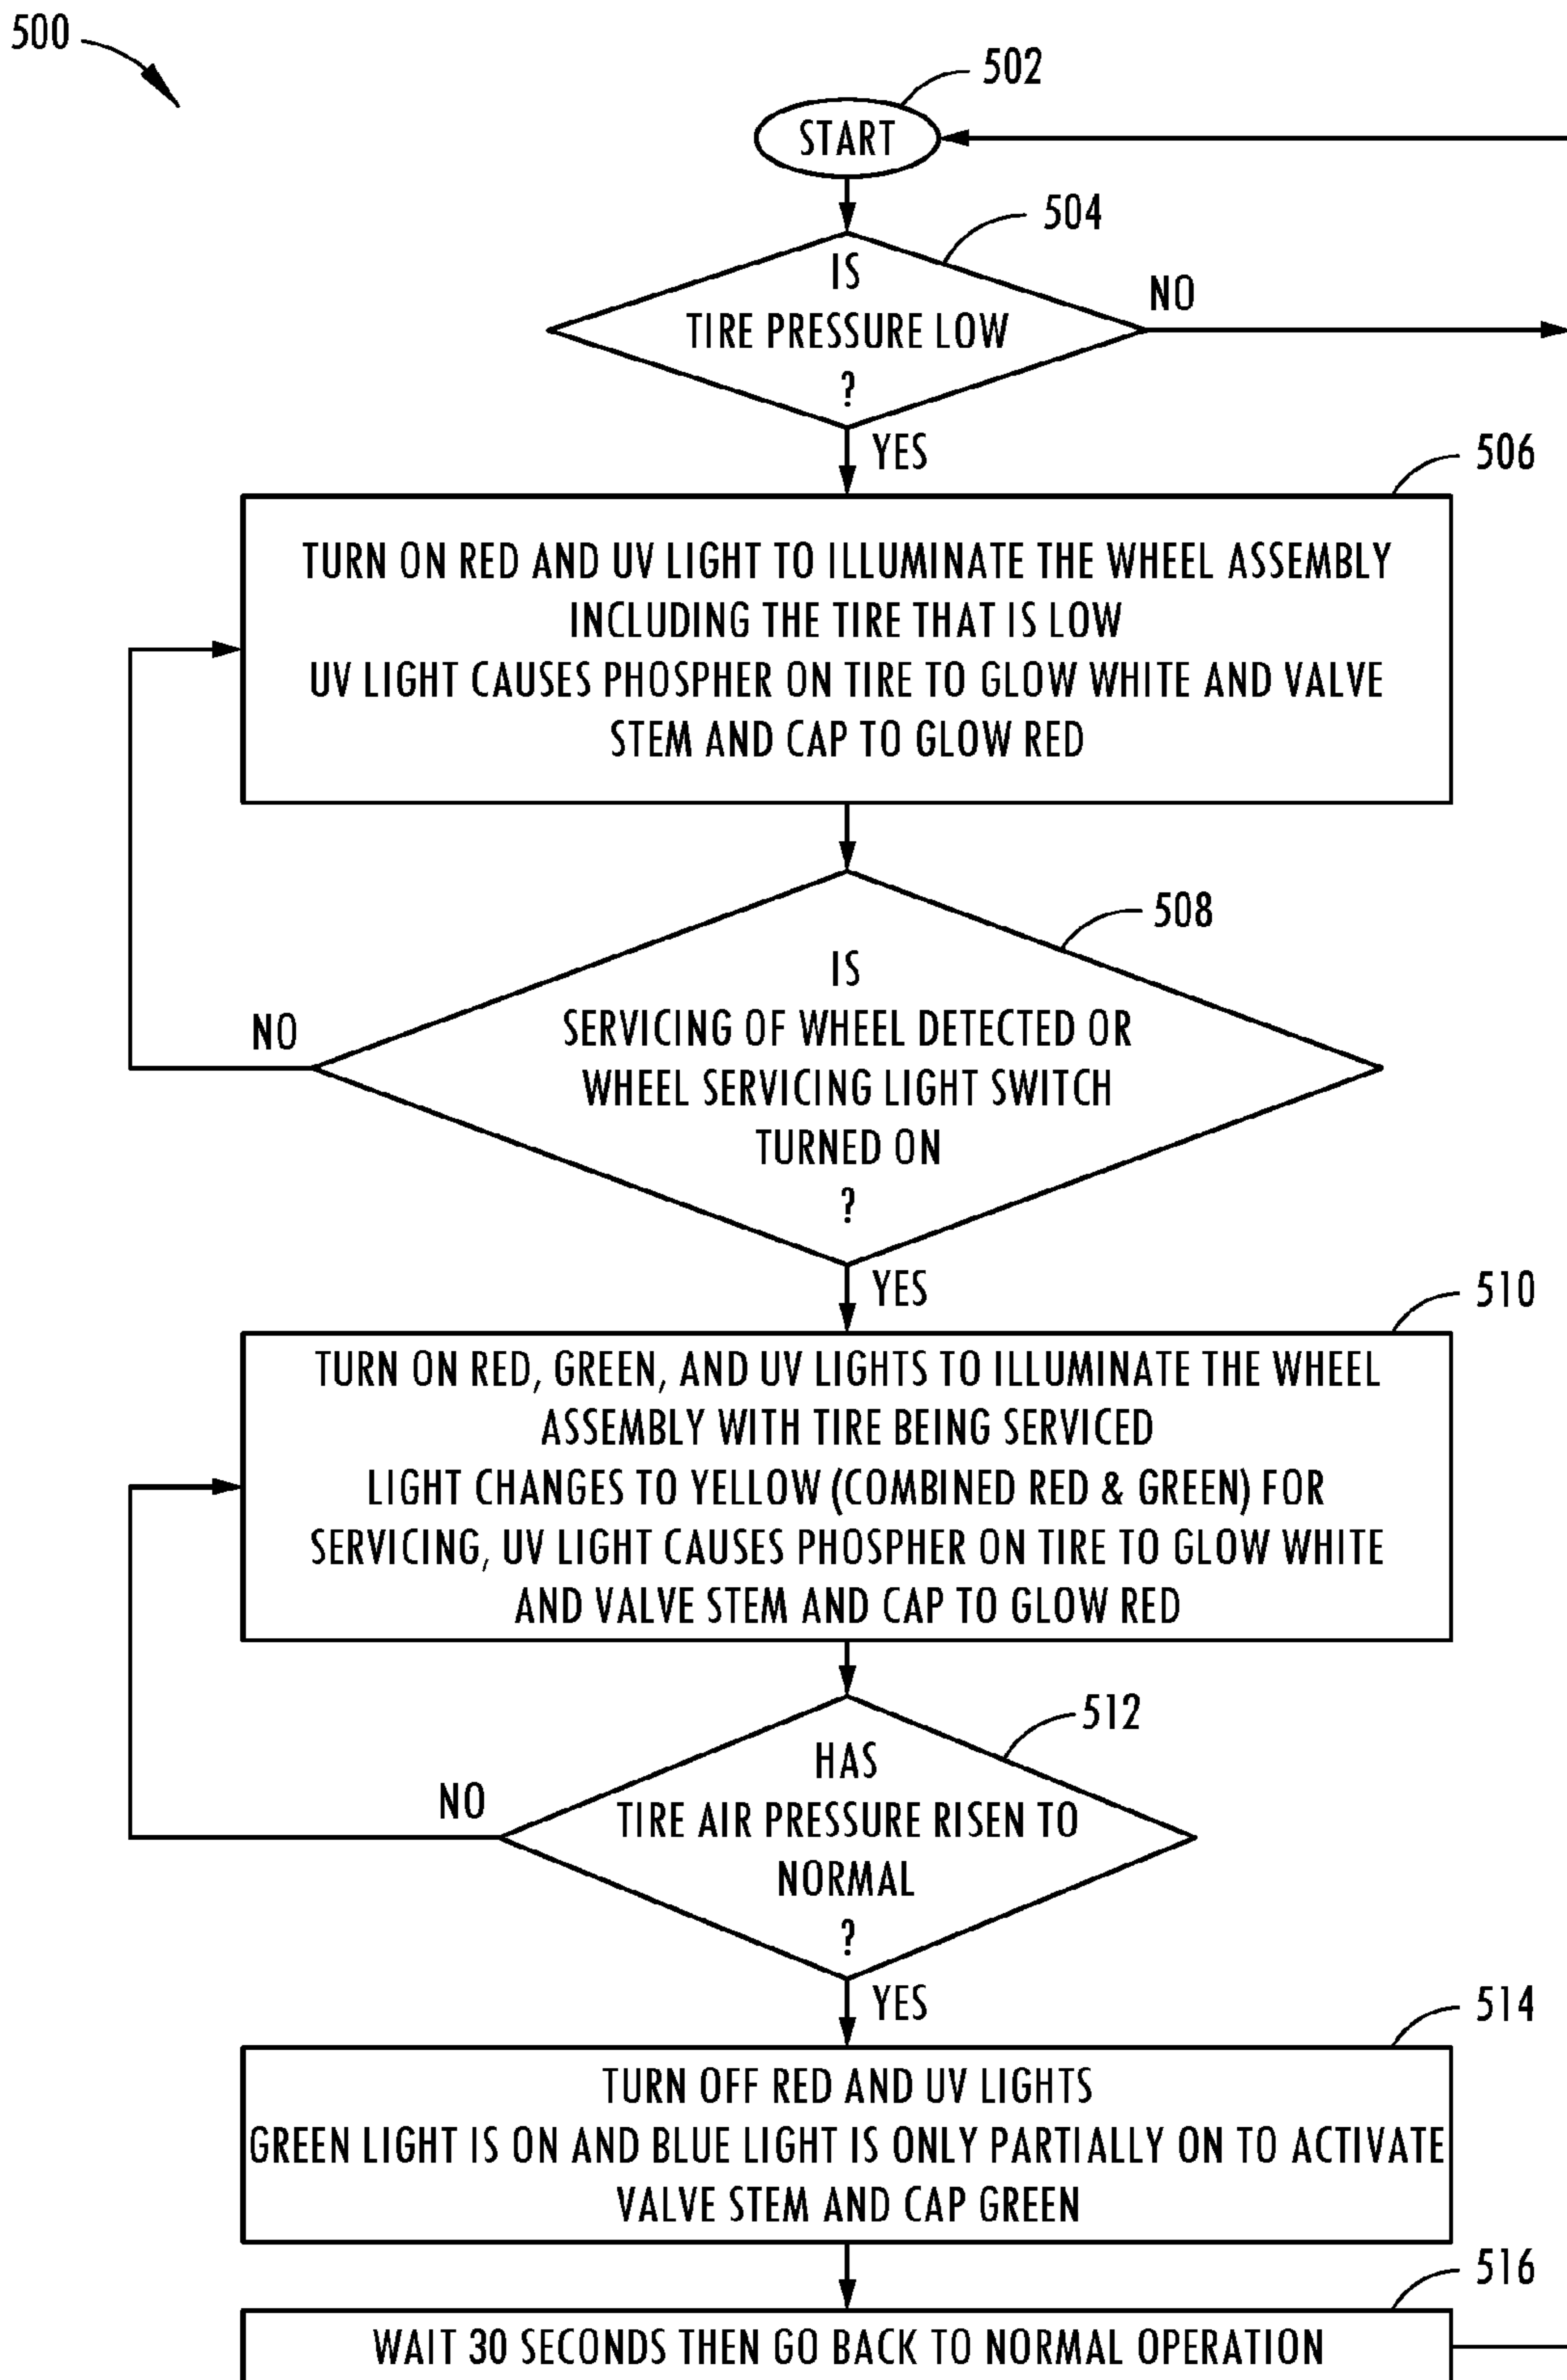 500
502
START
504
IS
TIRE PRESSURE LOW
?
NO
YES
506
TURN ON RED AND UV LIGHT TO ILLUMINATE THE WHEEL ASSEMBLY
INCLUDING THE TIRE THAT IS LOW
UV LIGHT CAUSES PHOSPHER ON TIRE TO GLOW WHITE AND VALVE
STEM AND CAP TO GLOW RED
508
IS
SERVICING OF WHEEL DETECTED OR
WHEEL SERVICING LIGHT SWITCH
TURNED ON
?
NO
YES
510
TURN ON RED, GREEN, AND UV LIGHTS TO ILLUMINATE THE WHEEL
ASSEMBLY WITH TIRE BEING SERVICED
LIGHT CHANGES TO YELLOW (COMBINED RED & GREEN) FOR
SERVICING, UV LIGHT CAUSES PHOSPHER ON TIRE TO GLOW WHITE
AND VALVE STEM AND CAP TO GLOW RED
512
HAS
TIRE AIR PRESSURE RISEN TO
NORMAL
?
NO
YES
514
TURN OFF RED AND UV LIGHTS
GREEN LIGHT IS ON AND BLUE LIGHT IS ONLY PARTIALLY ON TO ACTIVATE
VALVE STEM AND CAP GREEN
516
WAIT 30 SECONDS THEN GO BACK TO NORMAL OPERATION